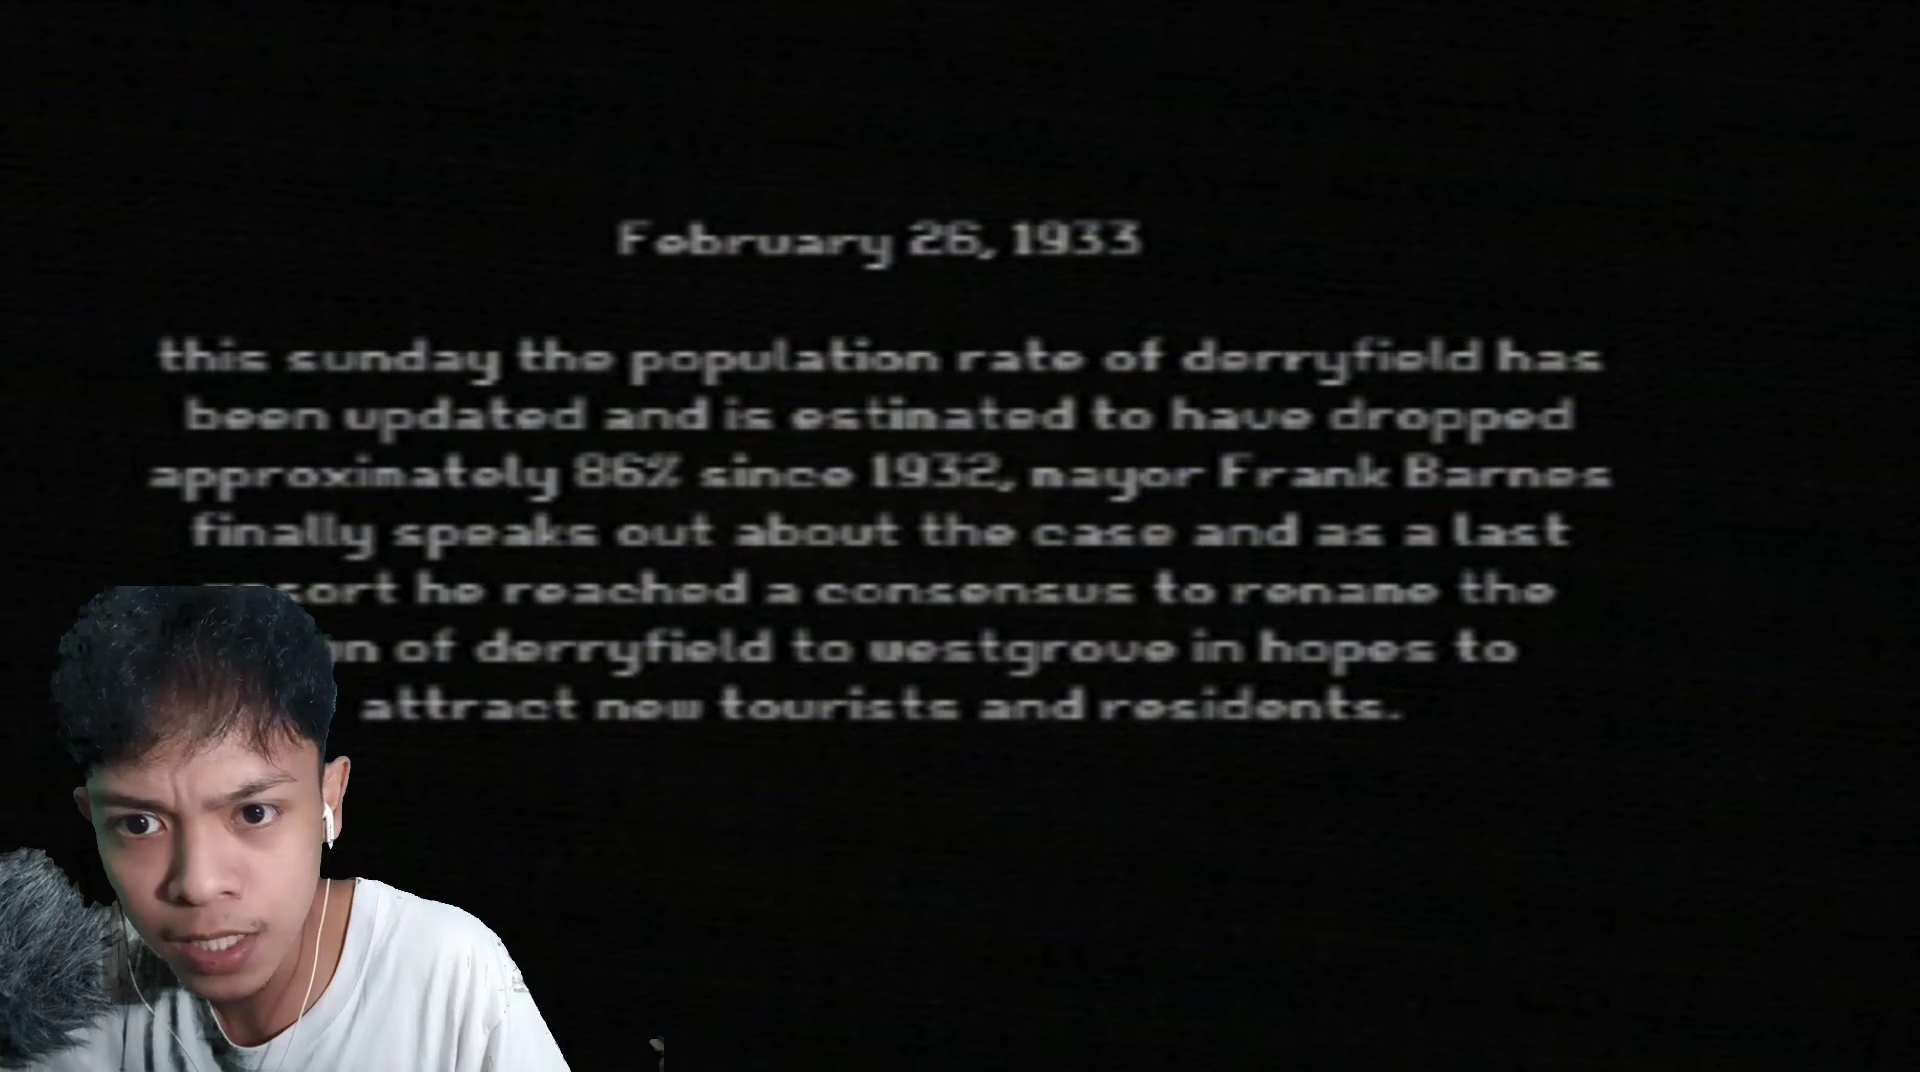 February 26, 1933
this sunday the population rate of derryfield has
been updated and is estimated to have dropped
approximately 86% since 1932, mayor Frank Barnes
finally speaks out about the case and as a last
sort he reached a consensus to rename the
of derryfield to westgrove in hopes to
attract new tourists and residents.